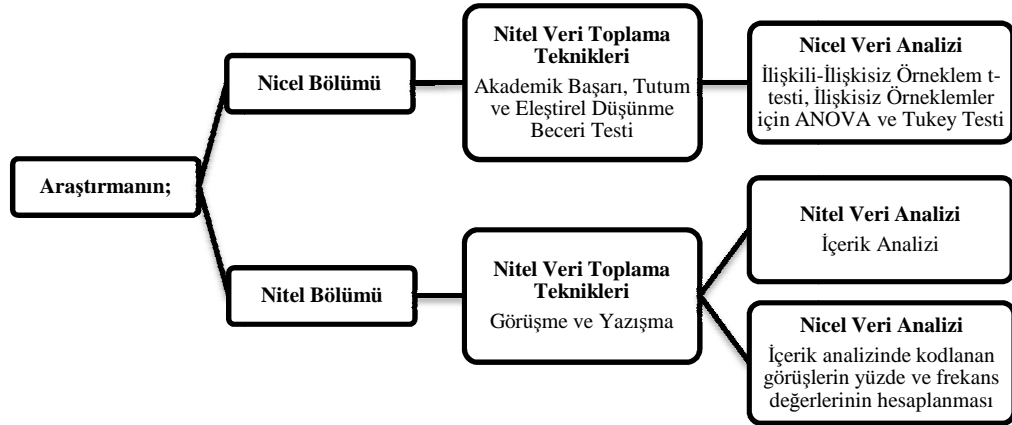 Araştırmanın;
Nicel Bölümü
Nitel Veri Toplama
Teknikleri
Akademik Başarı, Tutum
ve Eleştirel Düşünme
Beceri Testi
Nicel Veri Analizi
İlişkili-İlişkisiz Örneklem t-
testi, İlişkisiz Örneklemler
için ANOVA ve Tukey Testi
Nitel Bölümü
Nitel Veri Toplama
Teknikleri
Görüşme ve Yazışma
Nitel Veri Analizi
İçerik Analizi
Nicel Veri Analizi
İçerik analizinde kodlanan
görüşlerin yüzde ve frekans
değerlerinin hesaplanması